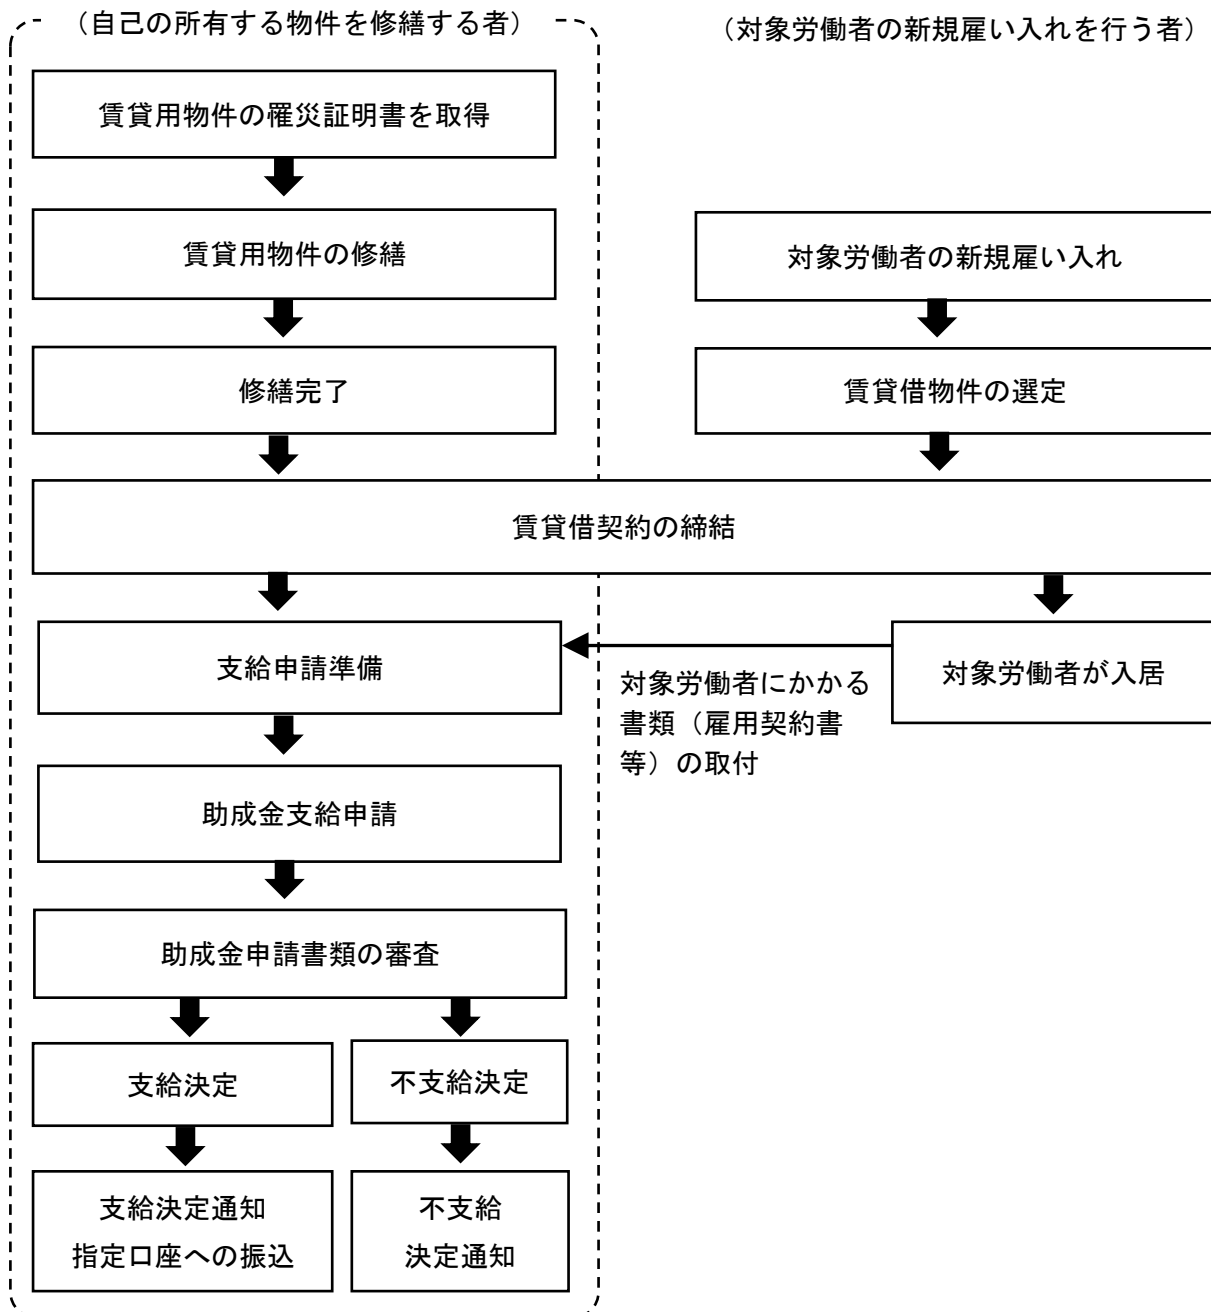 （自己の所有する物件を修繕する者）
（対象労働者の新規雇い入れを行う者）
賃貸用物件の罹災証明書を取得
賃貸用物件の修繕
対象労働者の新規雇い入れ
修繕完了
賃貸借物件の選定
賃貸借契約の締結
支給申請準備
対象労働者にかかる
書類（雇用契約書
等）の取付
対象労働者が入居
助成金支給申請
助成金申請書類の審査
支給決定
不支給決定
支給決定通知
指定口座への振込
不支給
決定通知